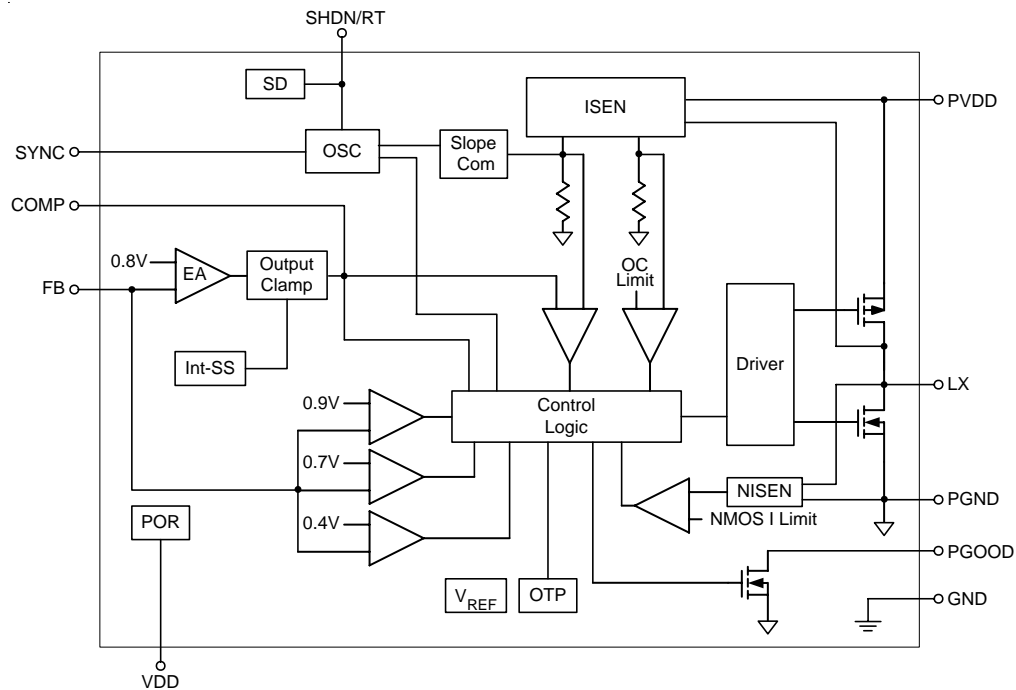 SHDN/RT
SD
ISEN
PVDD
SYNC
OSC
Slope
Com
COMP
0.8V
EA
Output
Clamp
OC
Limit
FB
Int-SS
Driver
LX
0.9V
Control
Logic
0.7V
NISEN
PGND
POR
0.4V
NMOS I Limit
PGOOD
VREF
OTP
GND
VDD